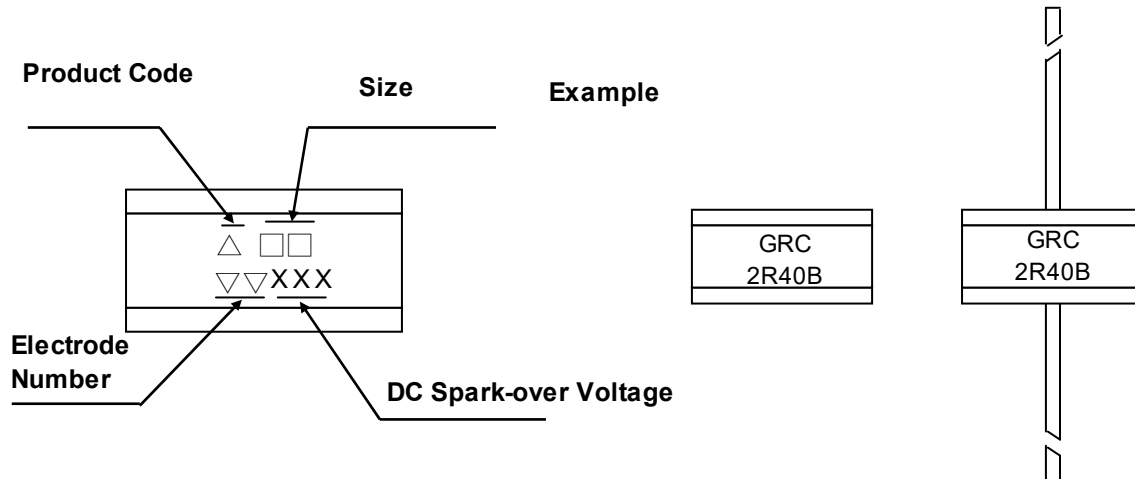 Product Code
Size
Example
△ □□
▽▽XXX
Electrode
Number
DC Spark-over Voltage
GRC
2R40B
GRC
2R40B